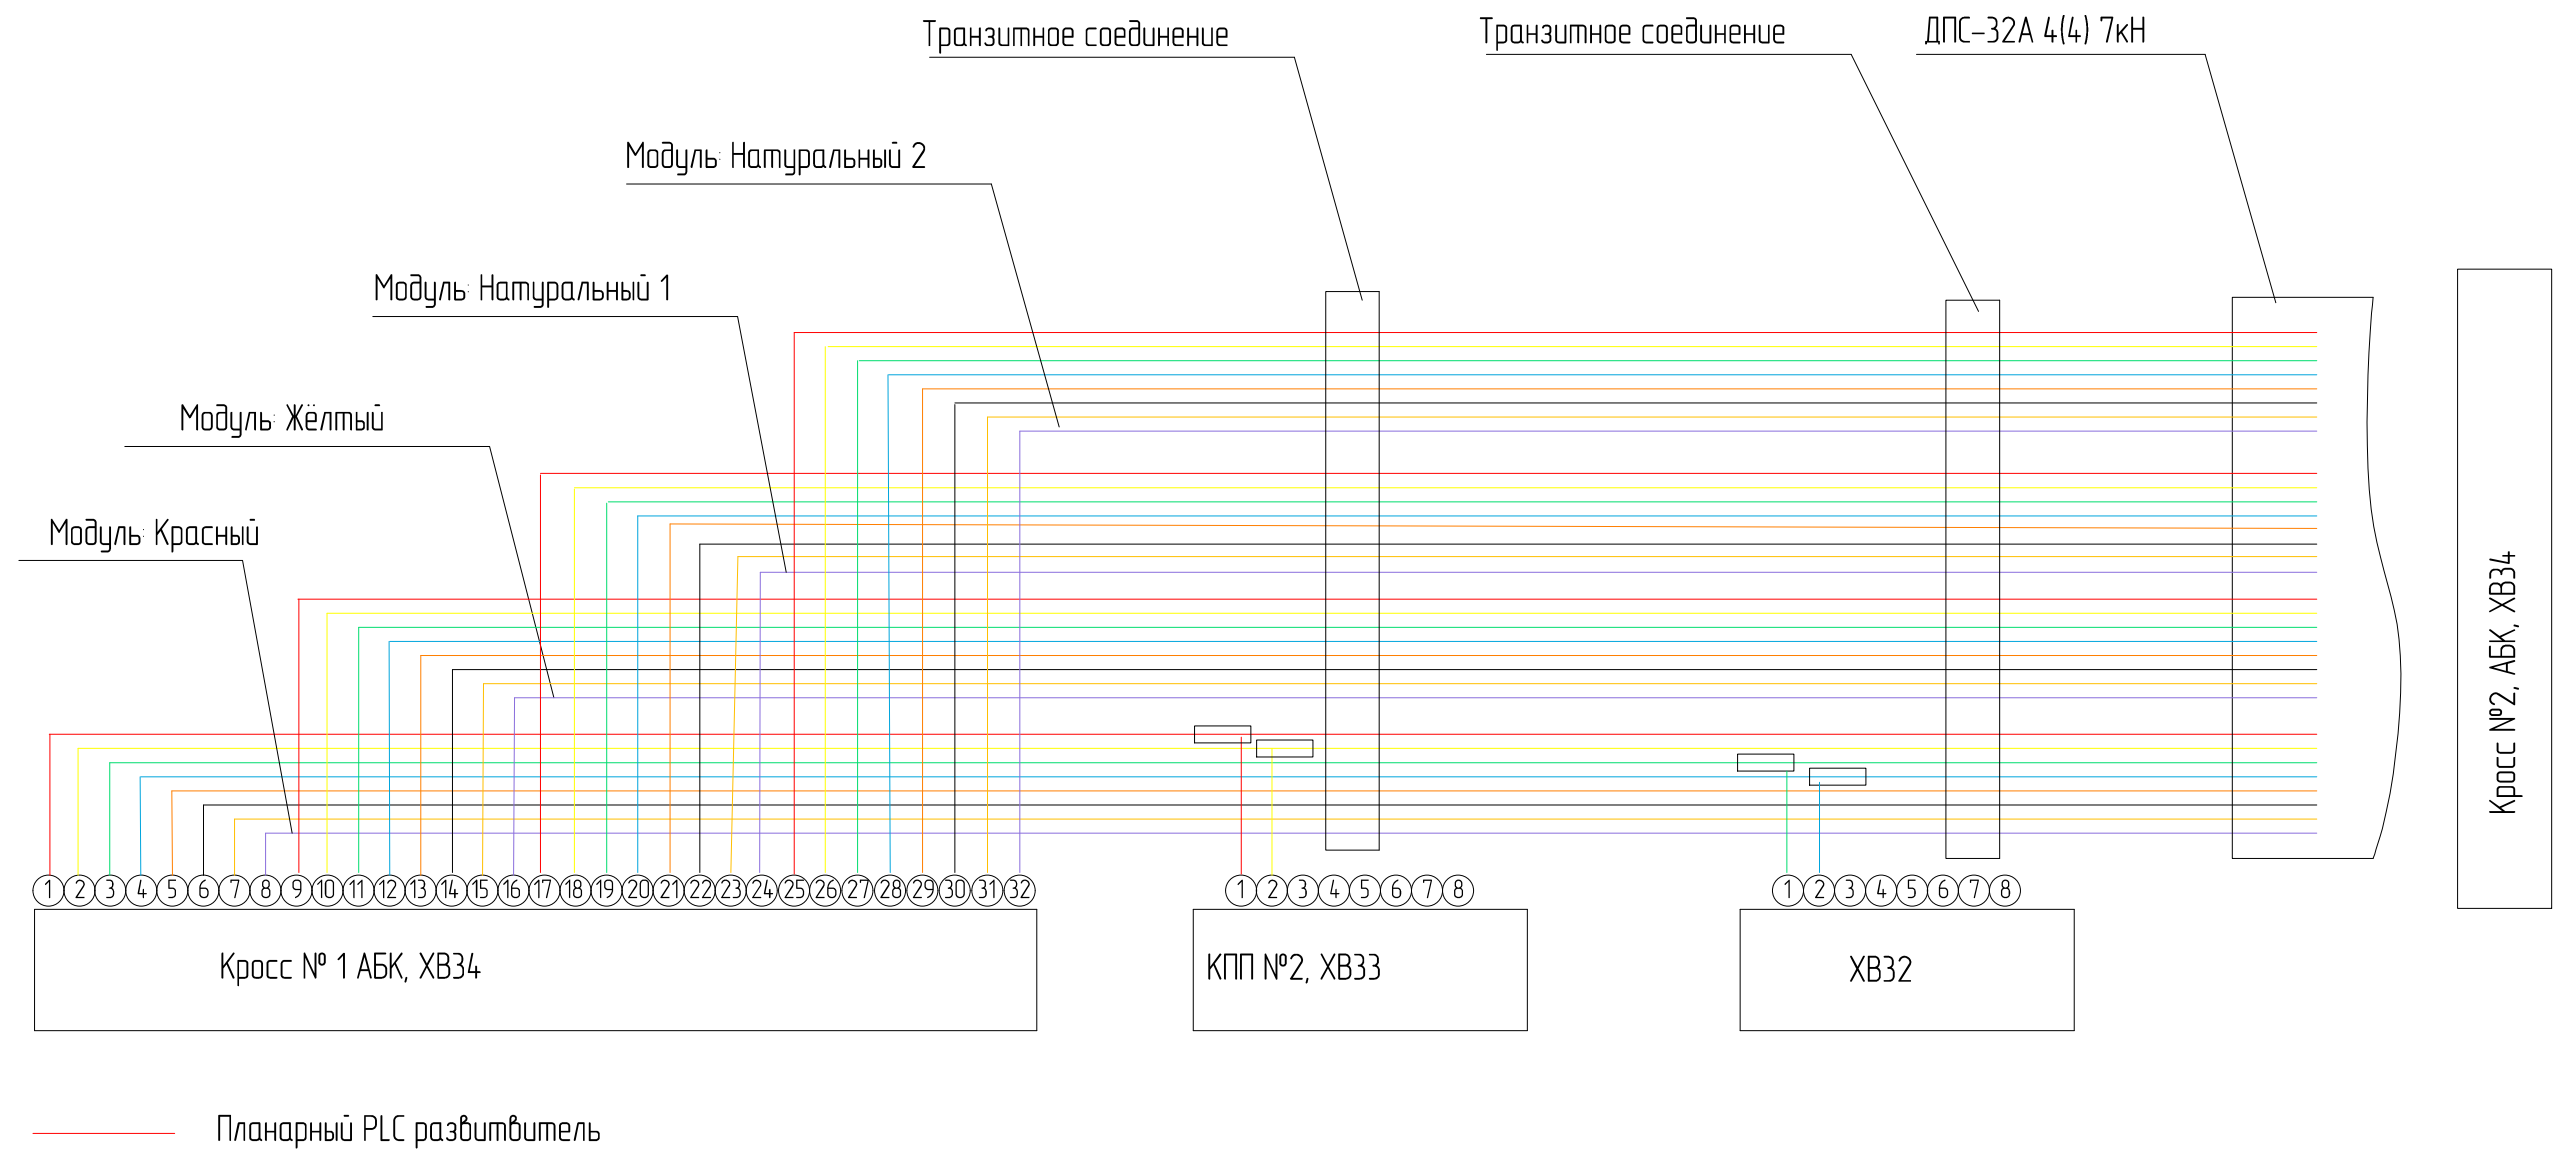 Транзитное соединение
Транзитное соединение
ДПС-32А 4(4) 7кН
Модуль: Натуральный 2
Модуль: Натуральный 1
Модуль: Жёлтый
Модуль: Красный
Кросс №2, АБК, ХВ34
1 2 3 4 5 6 7 8 9 10 11 12 13 14 15 16 17 18 19 20 21 22 23 24 25 26 27 28 29 30 31 32
1 2 3 4 5 6 7 8
1 2 3 4 5 6 7 8
Кросс № 1 АБК, ХВ34
КПП №2, ХВ33
ХВ32
Планарный PLC развитвитель